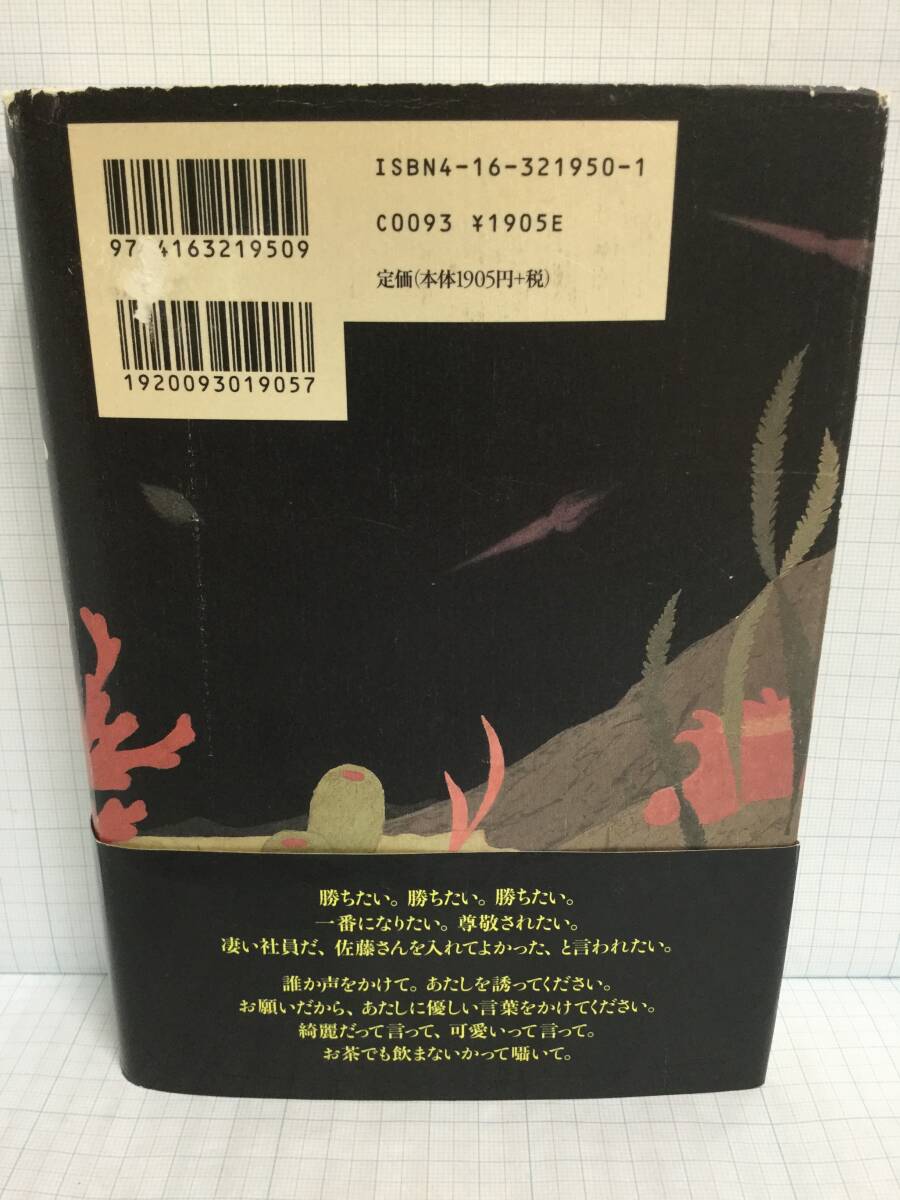 ISBN4-16-321950-1
C0093 ¥1905E
定価(本体1905円+税)
97 4163219509
1920093019057
勝ちたい。勝ちたい。勝ちたい。
一番になりたい。尊敬されたい。
凄い社員だ、佐藤さんを入れてよかった、と言われたい。
誰か声をかけて。あたしを誘ってください。
お願いだから、あたしに優しい言葉をかけてください。
綺麗だって言って、可愛いって言って。
お茶でも飲まないかって囁いて。